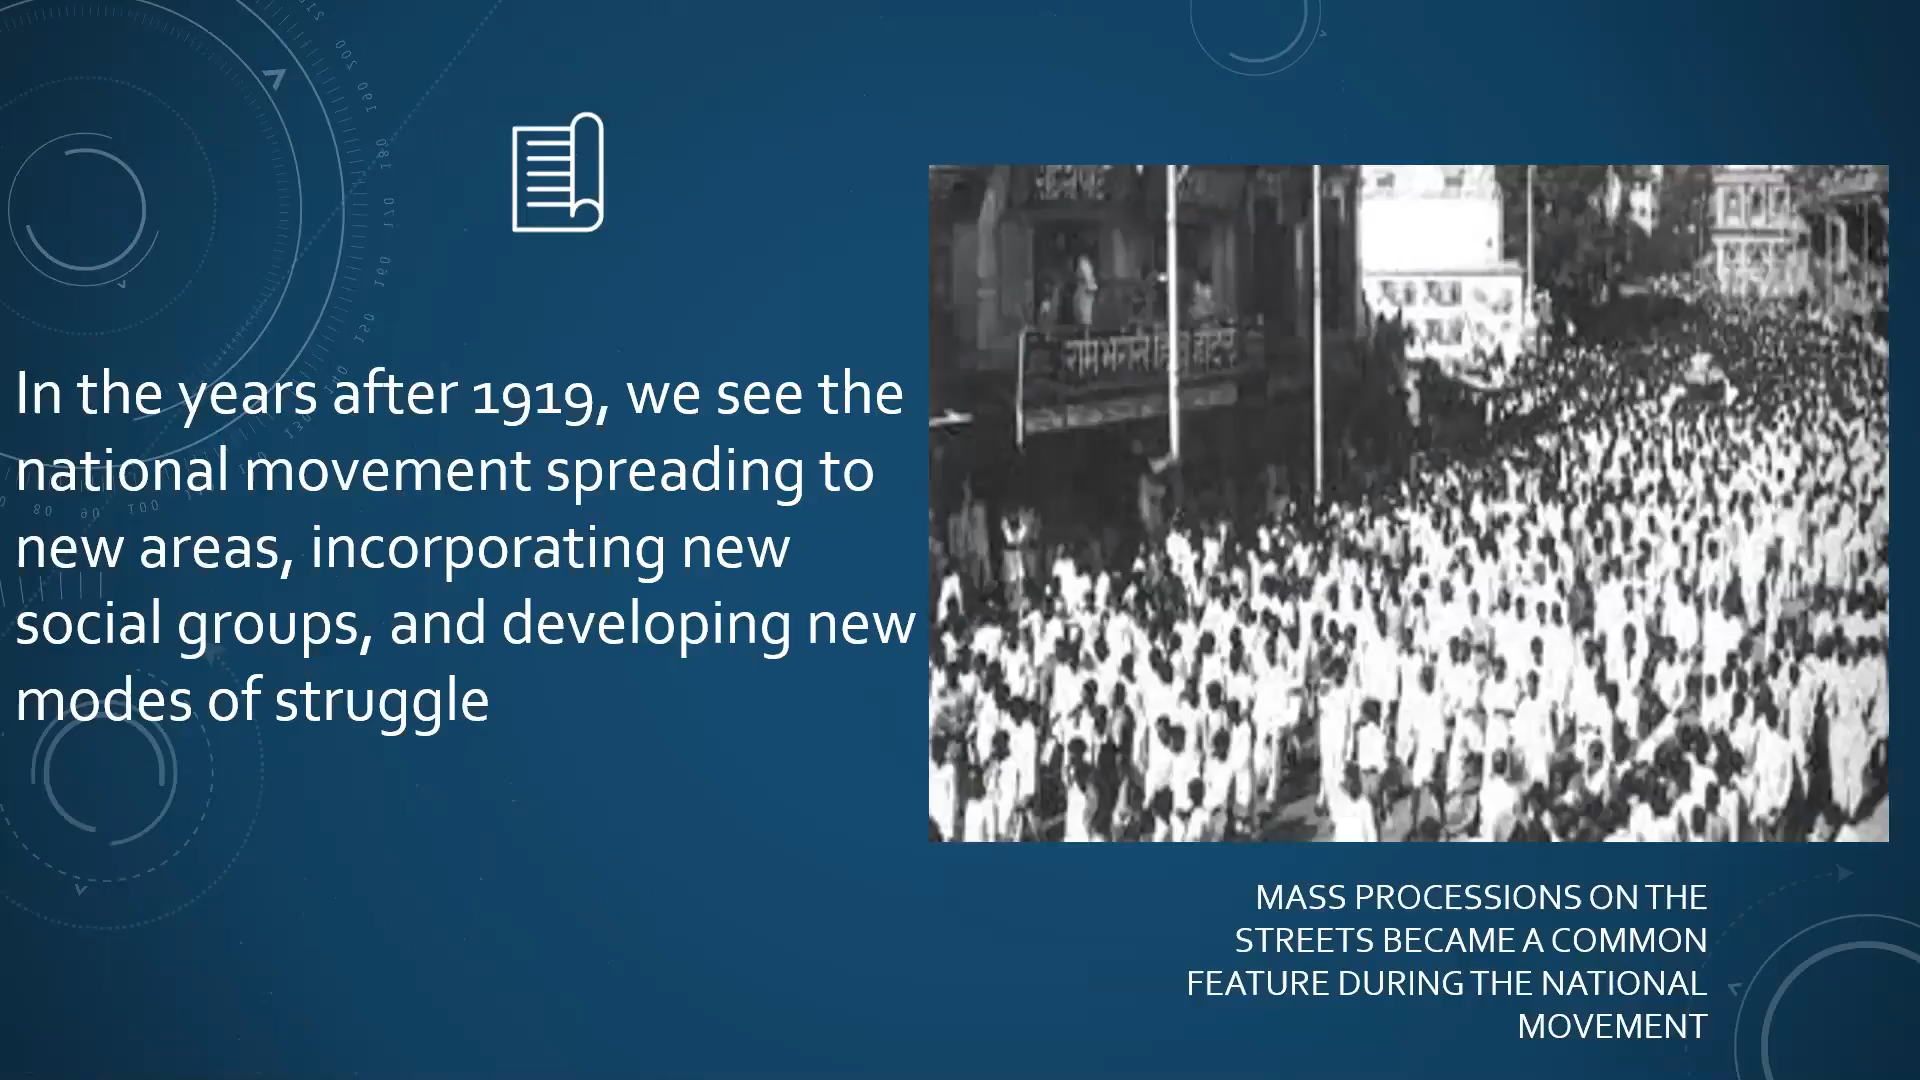 In the years after 1919, we see the
national movement spreading to
new areas, incorporating new
social groups, and developing new
modes of struggle
MASS PROCESSIONS ON THE
STREETS BECAME A COMMON
FEATURE DURING THE NATIONAL
MOVEMENT